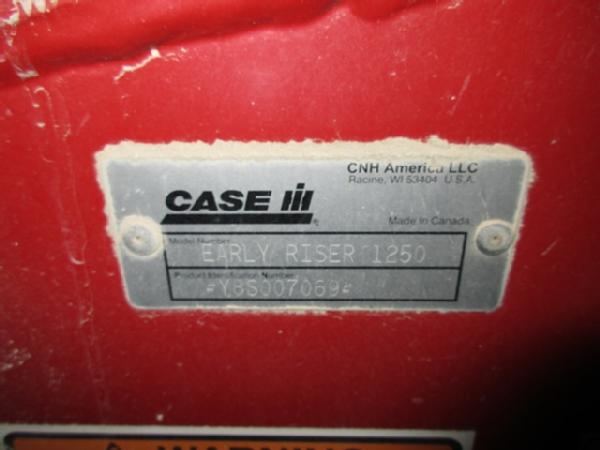 CNH America LLC
Racine, WI 53404 U.S.A.
CASE IH
Made in Canada
Model Number
EARLY RISER 1250
Product Identification Number
*Y8S007069*
WARNING